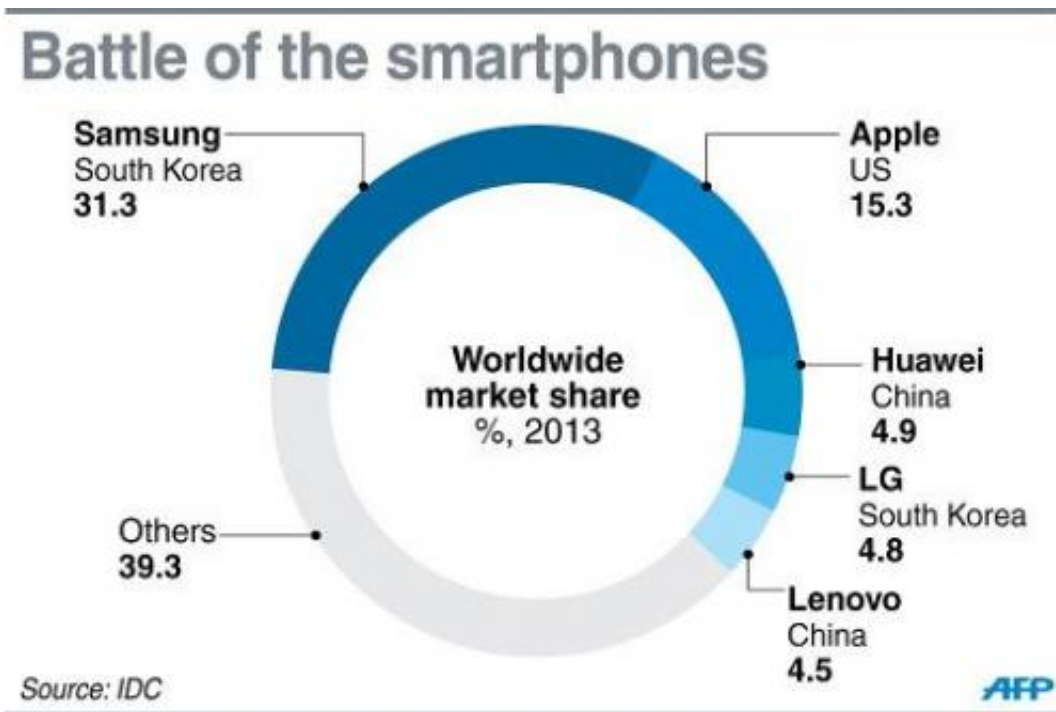 Battle of the smartphones
Samsung
South Korea
31.3
Apple
US
15.3
Worldwide
market share
%, 2013
Huawei
China
4.9
LG
South Korea
4.8
Others
39.3
Lenovo
China
4.5
Source: IDC
AFP